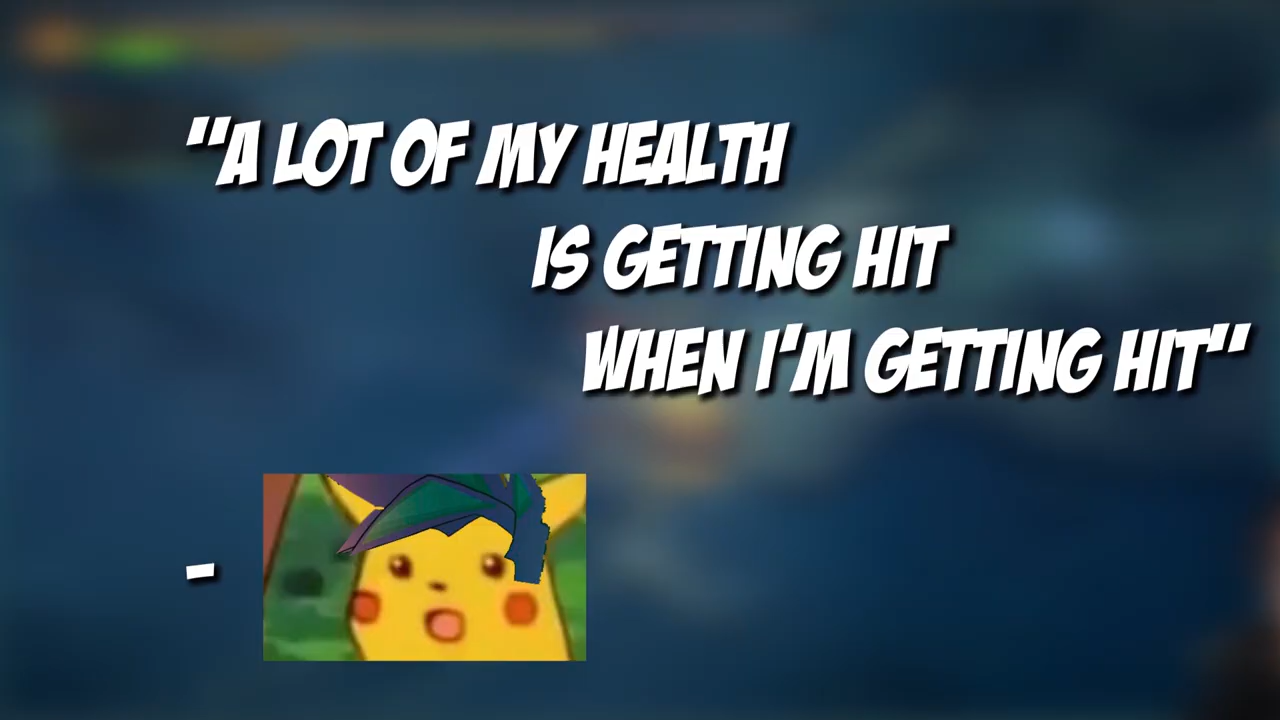 "A LOT OF MY HEALTH
IS GETTING HIT
WHEN I'M GETTING HIT"
-